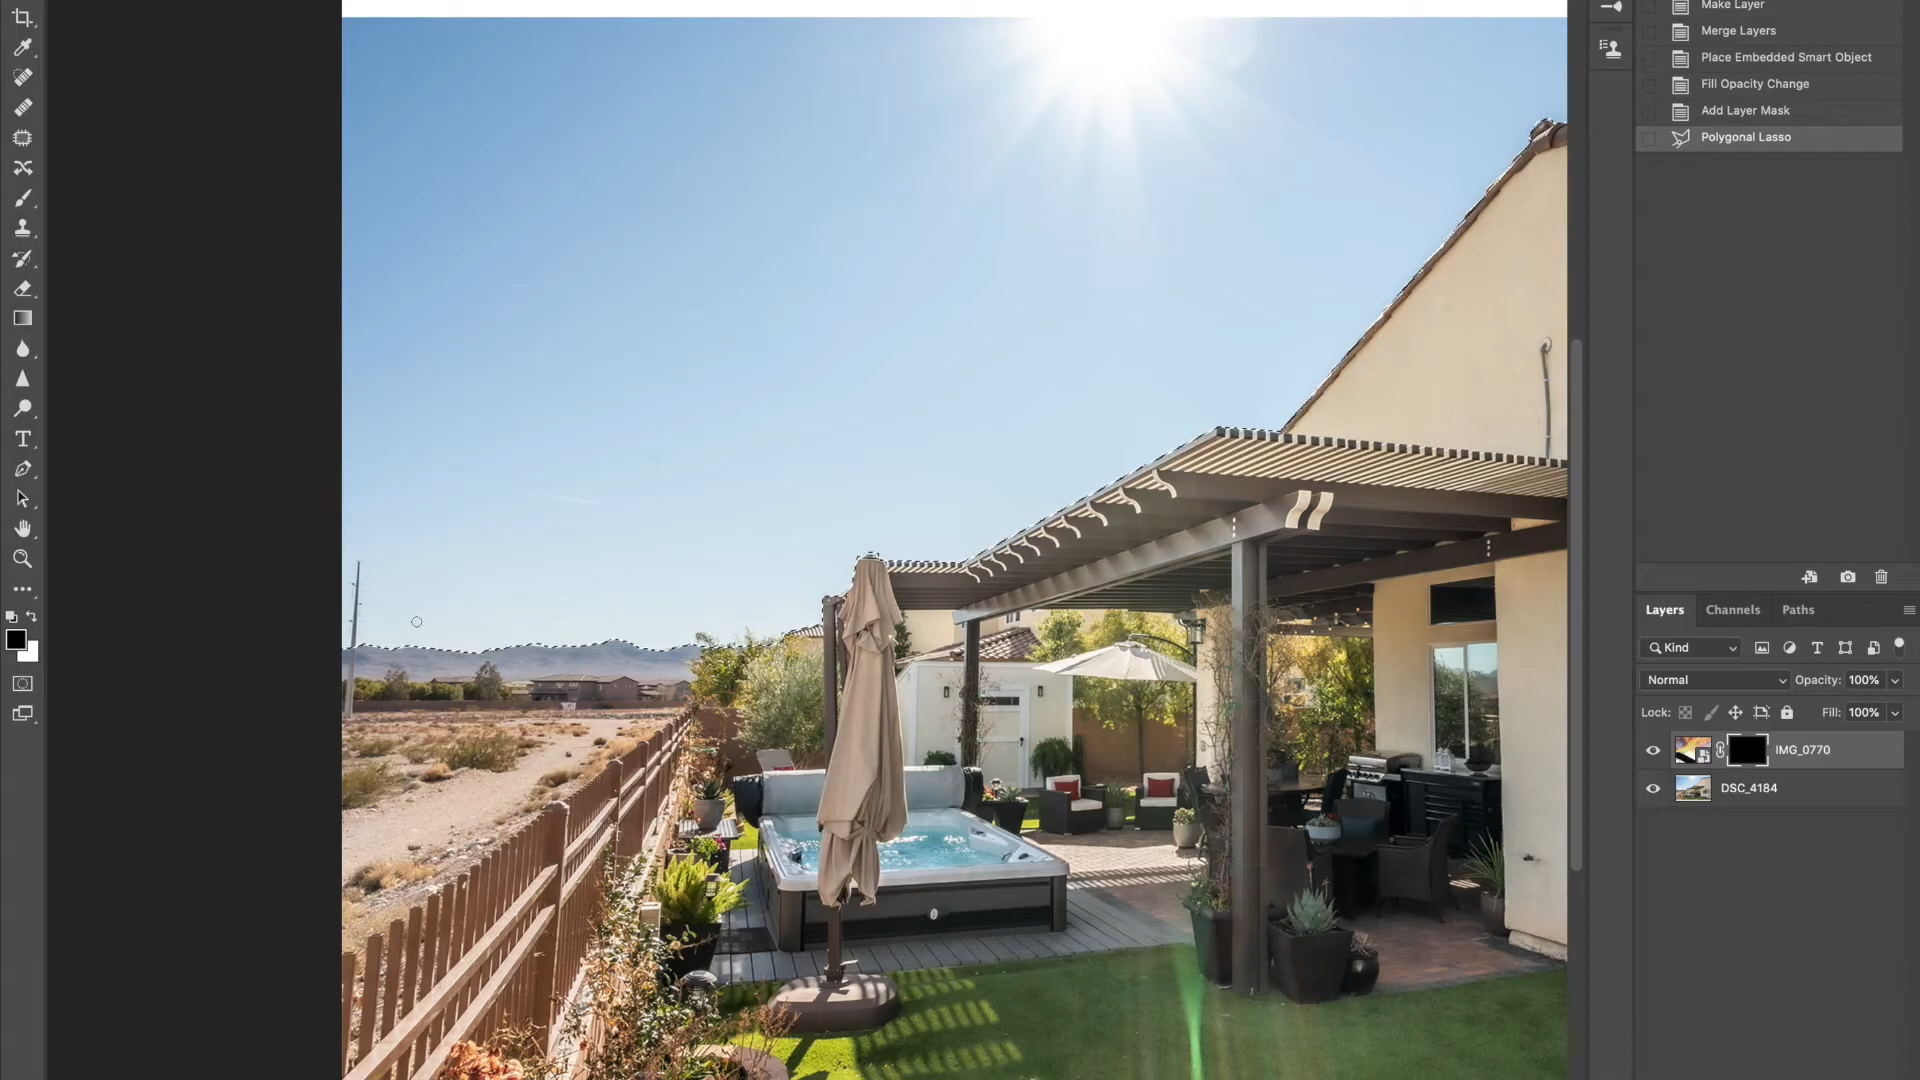 Make Layer
Merge Layers
Place Embedded Smart Object
Fill Opacity Change
Add Layer Mask
Polygonal Lasso
Layers Channels Paths
Kind
Normal Opacity: 100%
Lock: Fill: 100%
IMG_0770
DSC_4184